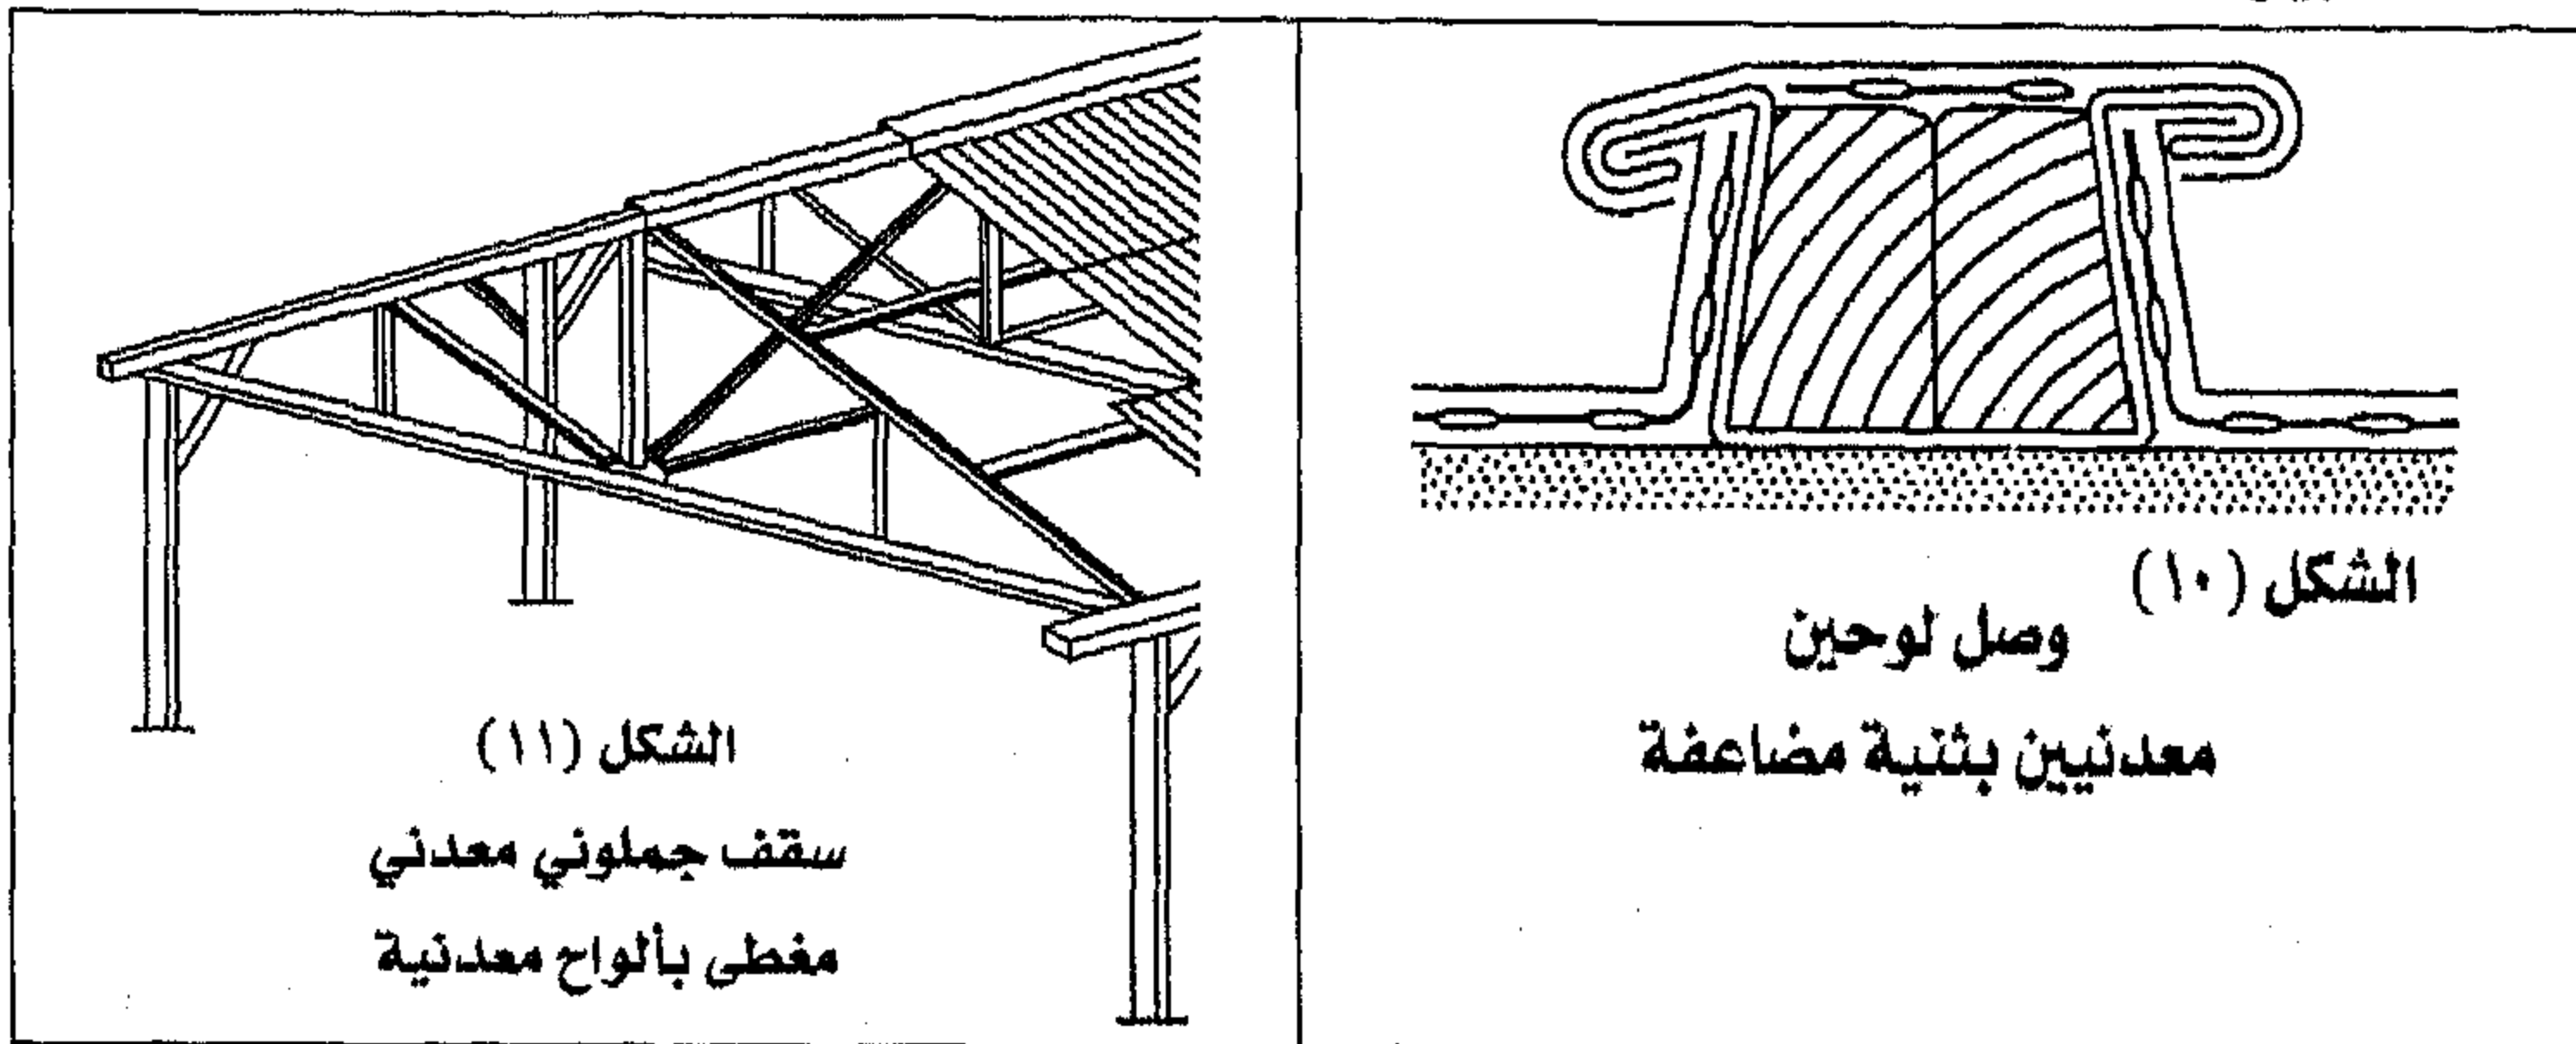 الشكل (١٠)
وصل لوحين
معدنيين بثنية مضاعفة
الشكل (١١)
سقف جملوني معدني
مغطى بألواح معدنية